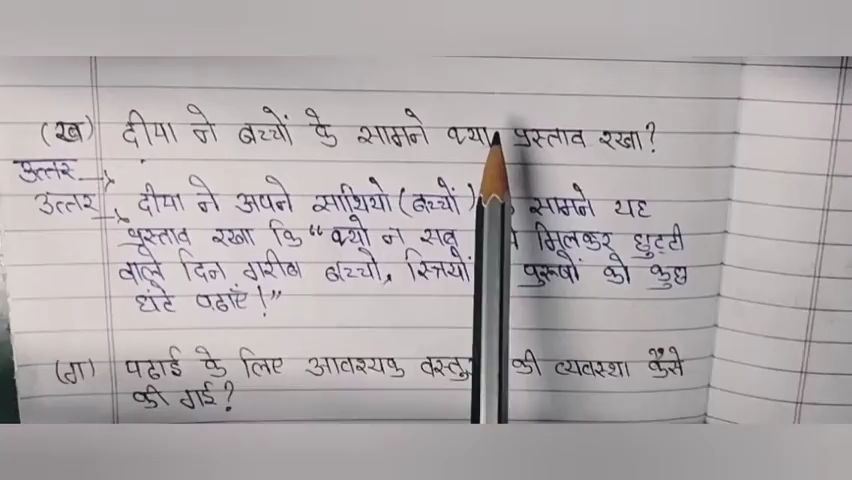 (ख) दीपा ने बच्चों के सामने क्या प्रस्ताव रखा?
उत्तर →
उत्तर → दीपा ने अपने साथियो (बच्चों) सामने यह
प्रस्ताव रखा कि “क्यो न सब मिलकर छुट्टी
वाले दिन गरीब बच्चो, स्त्रियों पुरूषों को कुछ
घंटे पढाएँ!”
(ग) पढाई के लिए आवश्यक की व्यवस्था कैसे
की गई?